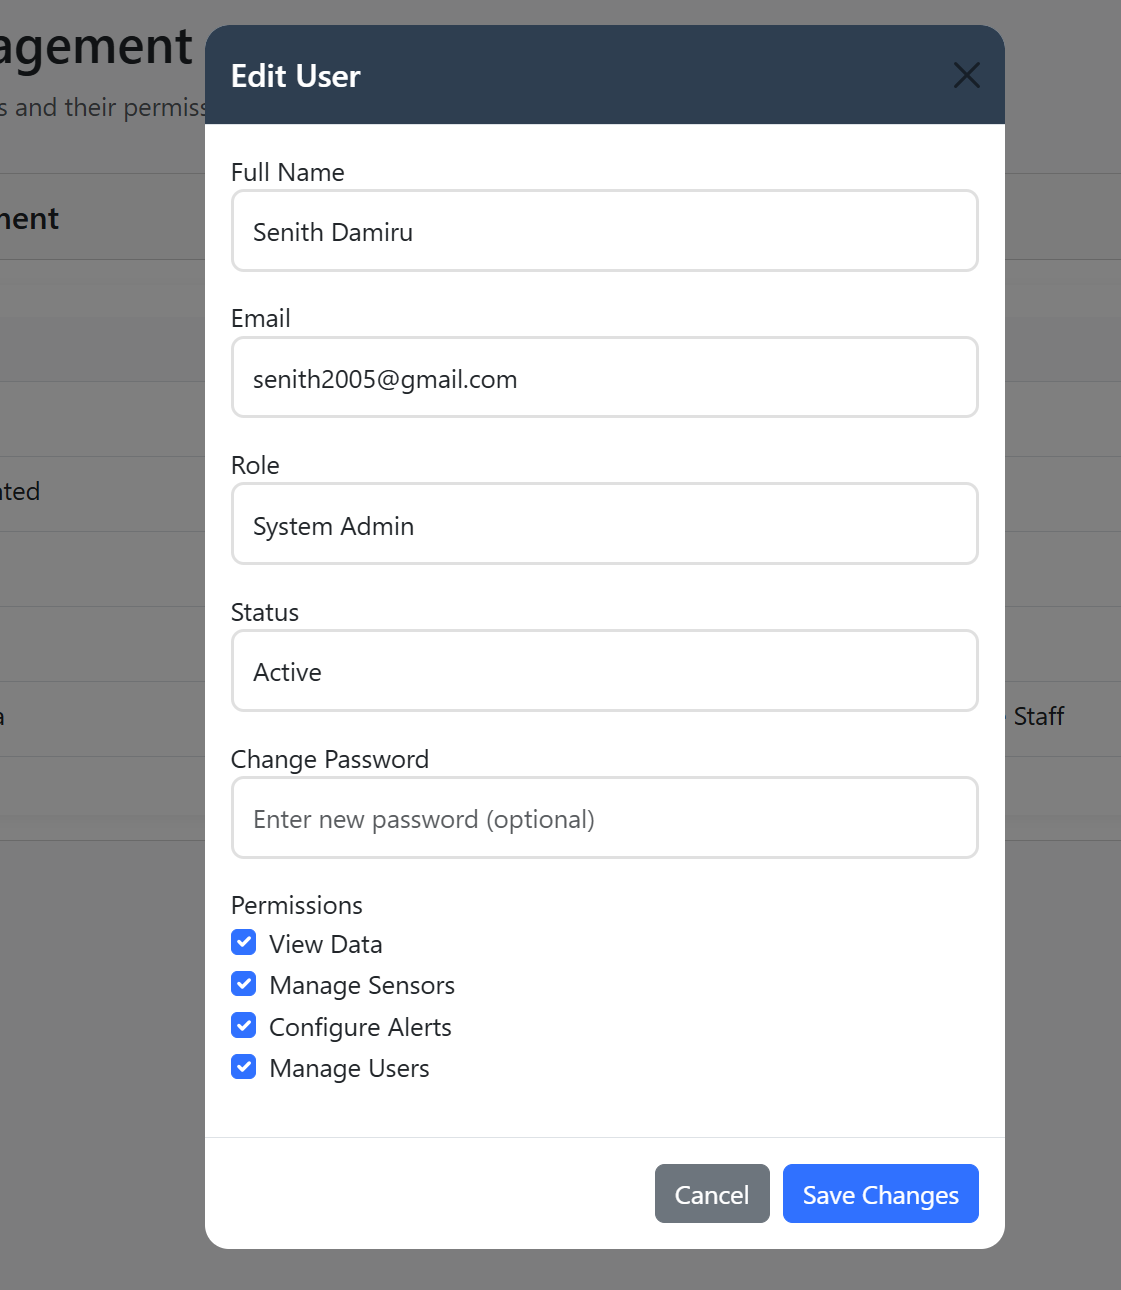 agement
Edit User
s and their permiss
Full Name
Senith Damiru
ment
Email
senith2005@gmail.com
Role
ated
System Admin
Status
Active
a
Staff
Change Password
Enter new password (optional)
Permissions
View Data
Manage Sensors
Configure Alerts
Manage Users
Cancel Save Changes